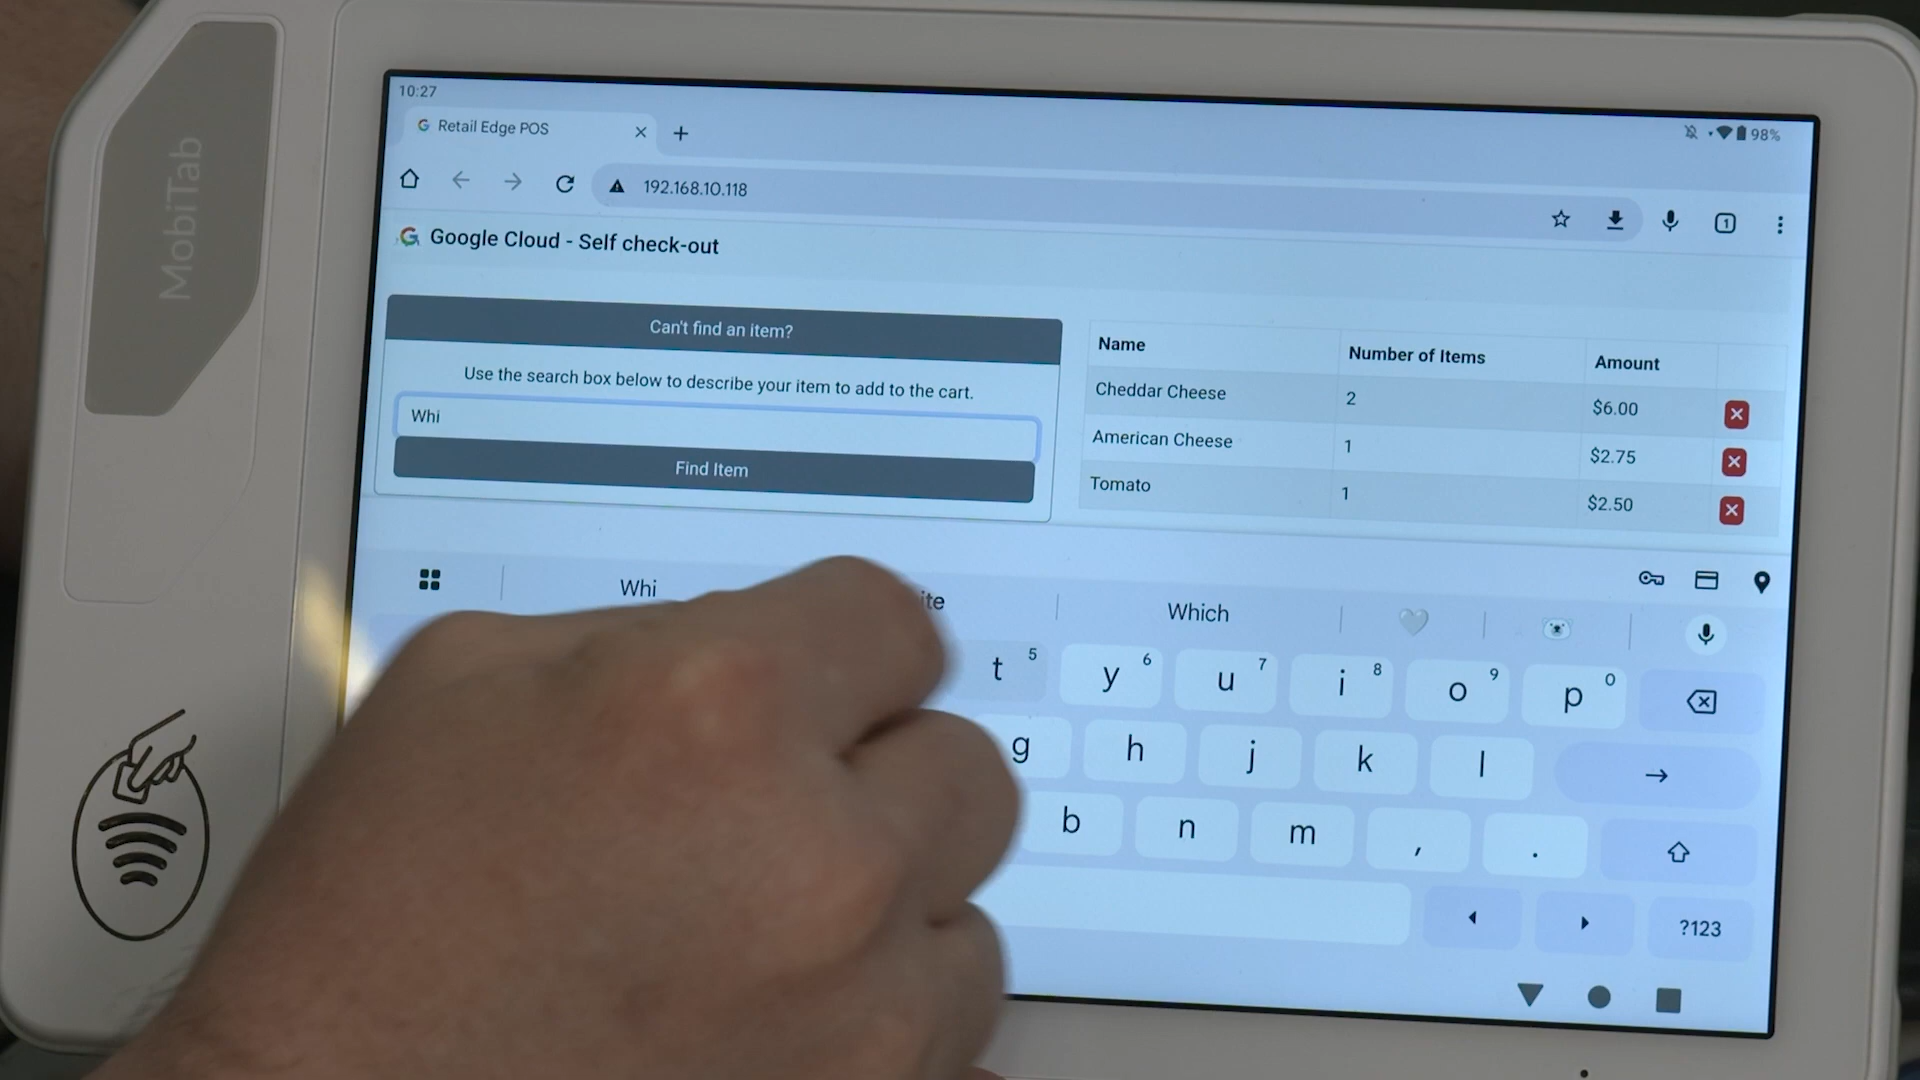 MobiTab
10:27
98%
Retail Edge POS
192.168.10.118
1
Google Cloud - Self check-out
Can't find an item?
Use the search box below to describe your item to add to the cart.
Whi
Find Item
Name Number of Items Amount
Cheddar Cheese 2 $6.00
American Cheese 1 $2.75
Tomato 1 $2.50
Whi ite Which
t 5 y 6 u 7 i 8 o 9 p 0
g h j k l
b n m , .
?123